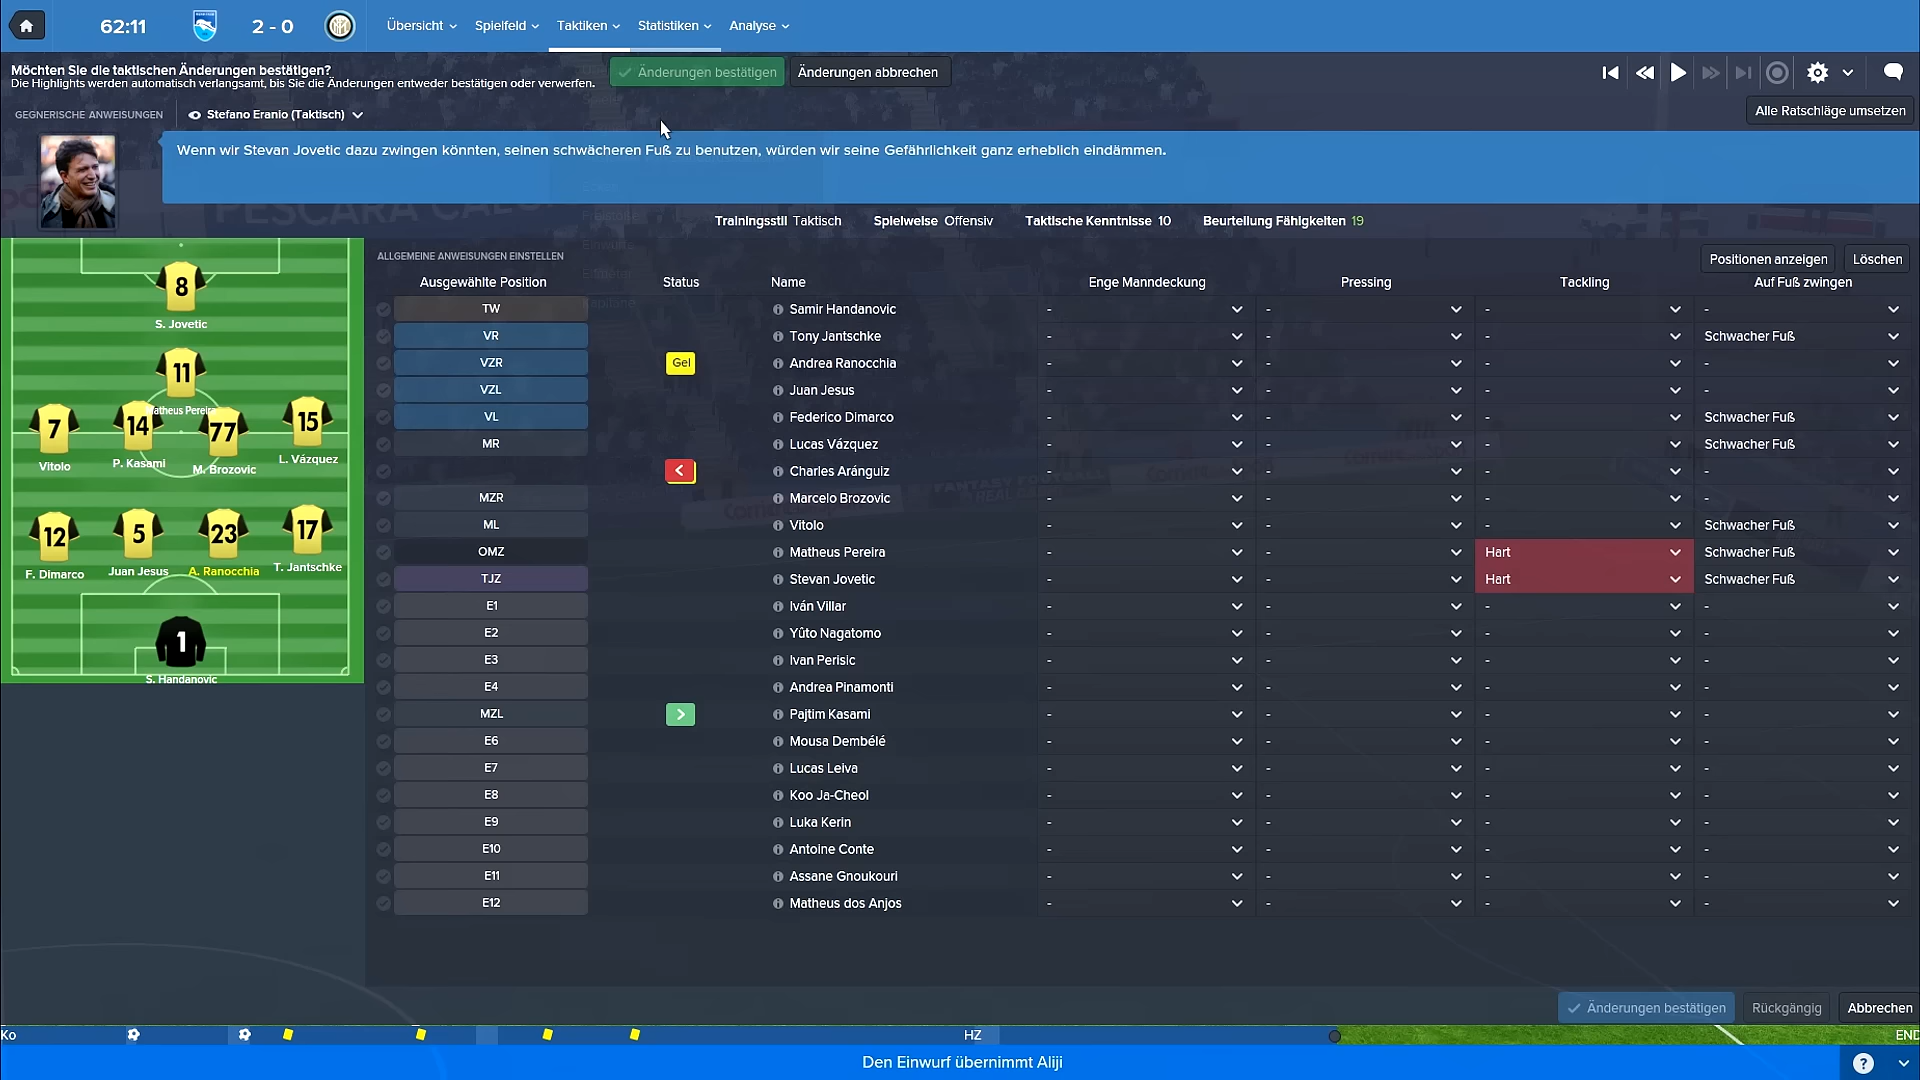 62:11 2 - 0 Übersicht Spielfeld Taktiken Statistiken Analyse
Möchten Sie die taktischen Änderungen bestätigen?
Die Highlights werden automatisch verlangsamt, bis Sie die Änderungen entweder bestätigen oder verwerfen.
Änderungen bestätigen Änderungen abbrechen
GEGNERISCHE ANWEISUNGEN Stefano Eranio (Taktisch) Alle Ratschläge umsetzen
Wenn wir Stevan Jovetic dazu zwingen könnten, seinen schwächeren Fuß zu benutzen, würden wir seine Gefährlichkeit ganz erheblich eindämmen.
PESCARA CALC
Trainingsstil Taktisch Spielweise Offensiv Taktische Kenntnisse 10 Beurteilung Fähigkeiten 19
8
S. Jovetic
11
Matheus Pereira
7 14 77 15
Vitolo P. Kasami M. Brozovic L. Vázquez
12 5 23 17
F. Dimarco Juan Jesus A. Ranocchia T. Jantschke
1
S. Handanovic
ALLGEMEINE ANWEISUNGEN EINSTELLEN Positionen anzeigen Löschen
Ausgewählte Position Status Name Enge Manndeckung Pressing Tackling Auf Fuß zwingen
TW Samir Handanovic - - - -
VR Tony Jantschke - - - Schwacher Fuß
VZR Gel Andrea Ranocchia - - - -
VZL Juan Jesus - - - -
VL Federico Dimarco - - - Schwacher Fuß
MR Lucas Vázquez - - - Schwacher Fuß
Charles Aránguiz - - - -
MZR Marcelo Brozovic - - - -
ML Vitolo - - - Schwacher Fuß
OMZ Matheus Pereira - - Hart Schwacher Fuß
TJZ Stevan Jovetic - - Hart Schwacher Fuß
E1 Iván Villar - - - -
E2 Yûto Nagatomo - - - -
E3 Ivan Perisic - - - -
E4 Andrea Pinamonti - - - -
MZL Pajtim Kasami - - - -
E6 Mousa Dembélé - - - -
E7 Lucas Leiva - - - -
E8 Koo Ja-Cheol - - - -
E9 Luka Kerin - - - -
E10 Antoine Conte - - - -
E11 Assane Gnoukouri - - - -
E12 Matheus dos Anjos - - - -
Änderungen bestätigen Rückgängig Abbrechen
Ko HZ END
Den Einwurf übernimmt Aliji ?